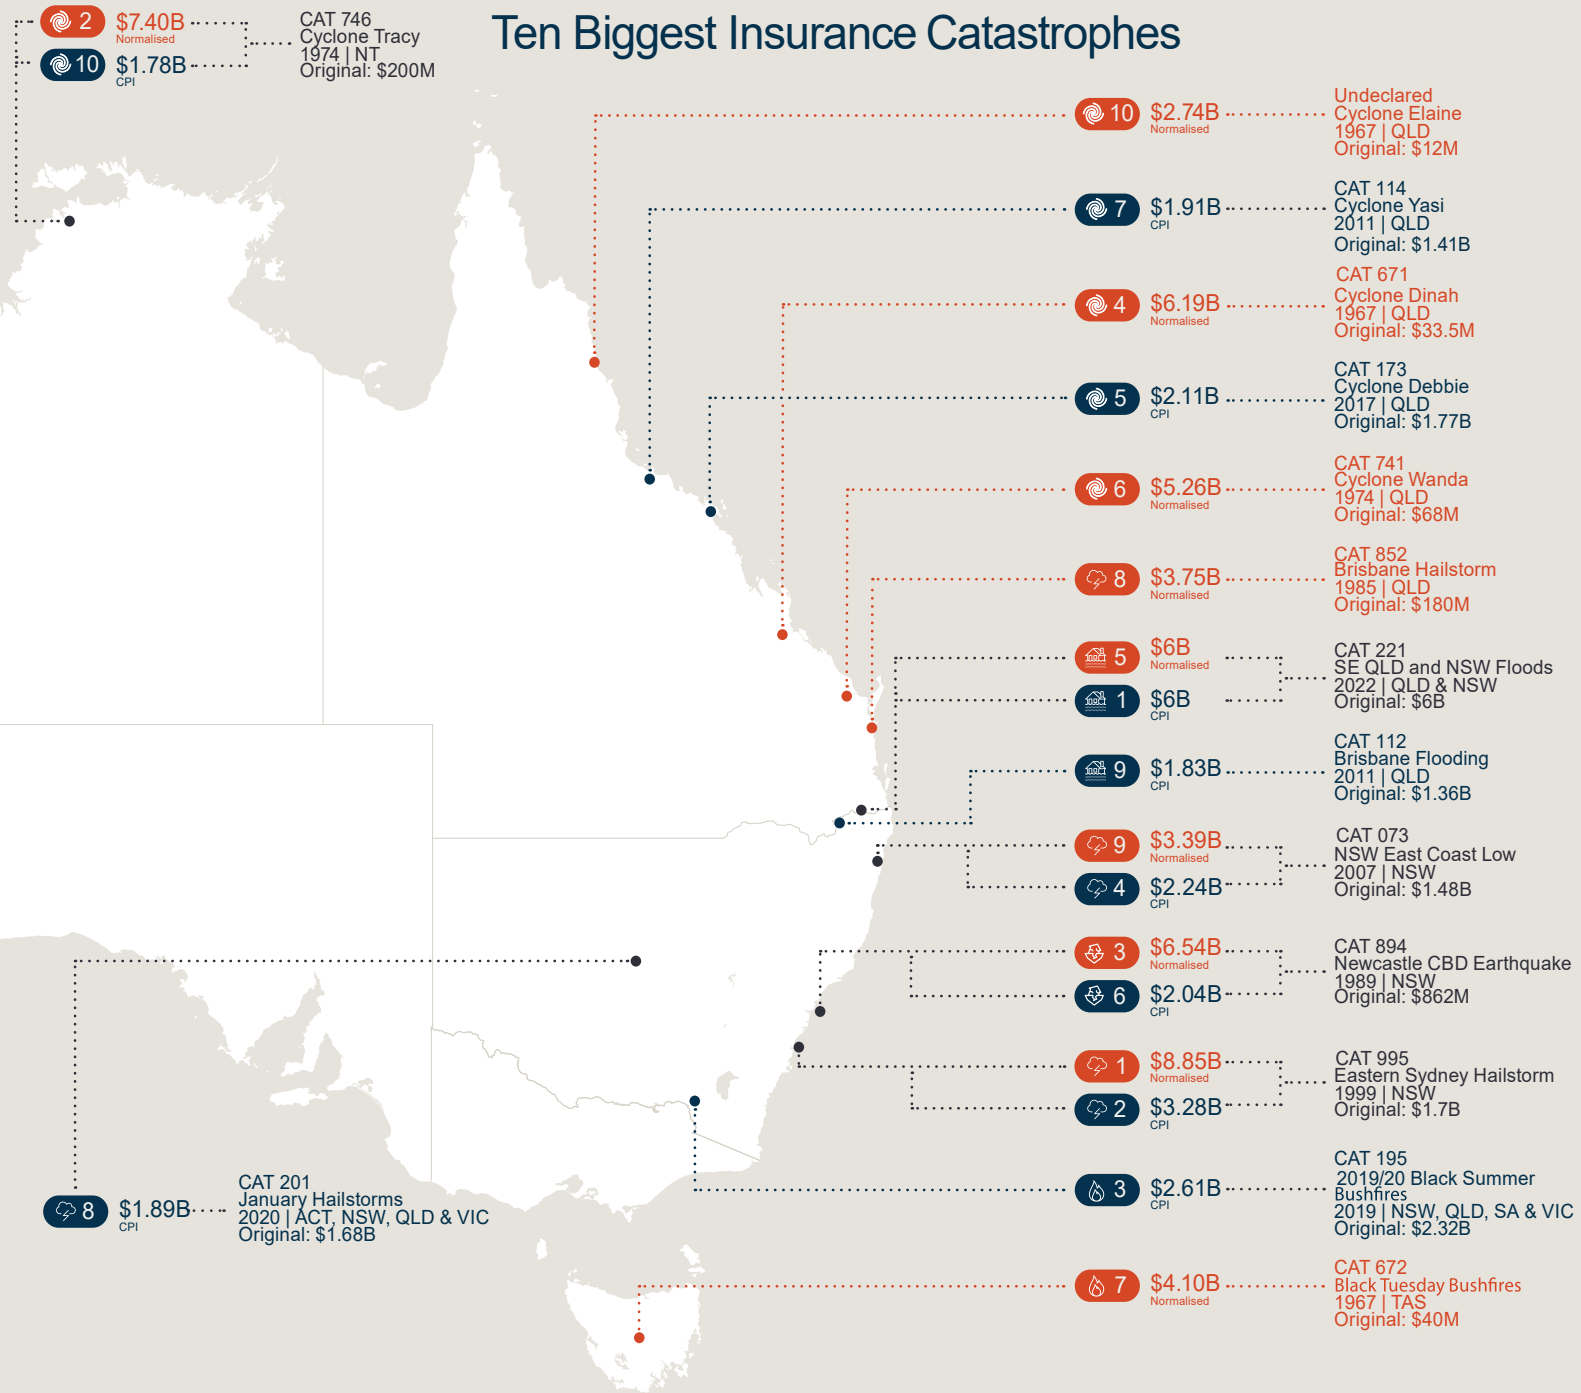 Ten Biggest Insurance Catastrophes
2 $7.40B
Normalised
10 $1.78B
CPI
CAT 746
Cyclone Tracy
1974 | NT
Original: $200M
10 $2.74B
Normalised
Undeclared
Cyclone Elaine
1967 | QLD
Original: $12M
7 $1.91B
CPI
CAT 114
Cyclone Yasi
2011 | QLD
Original: $1.41B
4 $6.19B
Normalised
CAT 671
Cyclone Dinah
1967 | QLD
Original: $33.5M
5 $2.11B
CPI
CAT 173
Cyclone Debbie
2017 | QLD
Original: $1.77B
6 $5.26B
Normalised
CAT 741
Cyclone Wanda
1974 | QLD
Original: $68M
8 $3.75B
Normalised
CAT 852
Brisbane Hailstorm
1985 | QLD
Original: $180M
5 $6B
Normalised
1 $6B
CPI
CAT 221
SE QLD and NSW Floods
2022 | QLD & NSW
Original: $6B
9 $1.83B
CPI
CAT 112
Brisbane Flooding
2011 | QLD
Original: $1.36B
9 $3.39B
Normalised
4 $2.24B
CPI
CAT 073
NSW East Coast Low
2007 | NSW
Original: $1.48B
3 $6.54B
Normalised
6 $2.04B
CPI
CAT 894
Newcastle CBD Earthquake
1989 | NSW
Original: $862M
1 $8.85B
Normalised
2 $3.28B
CPI
CAT 995
Eastern Sydney Hailstorm
1999 | NSW
Original: $1.7B
3 $2.61B
CPI
CAT 195
2019/20 Black Summer
Bushfires
2019 | NSW, QLD, SA & VIC
Original: $2.32B
8 $1.89B
CPI
CAT 201
January Hailstorms
2020 | ACT, NSW, QLD & VIC
Original: $1.68B
7 $4.10B
Normalised
CAT 672
Black Tuesday Bushfires
1967 | TAS
Original: $40M